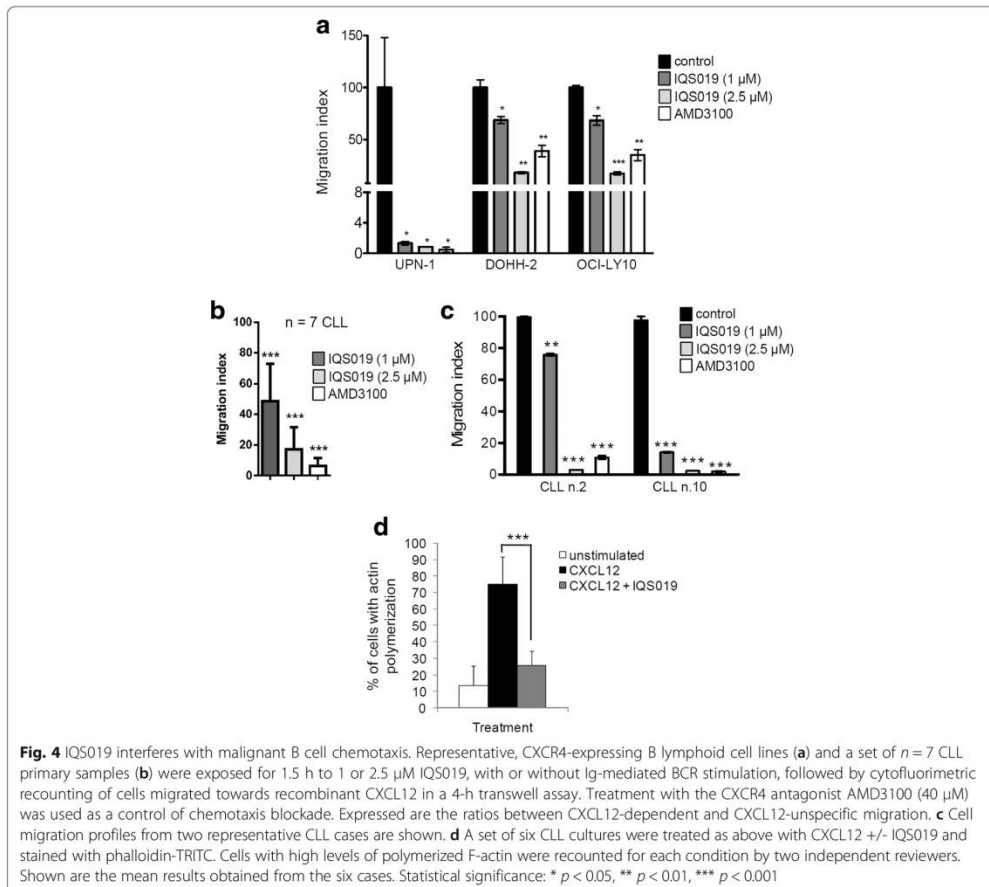 a
150
100
50
8
4
0
Migration index
control
IQS019 (1 µM)
IQS019 (2.5 µM)
AMD3100
* * *
* ** **
* *** **
UPN-1 DOHH-2 OCI-LY10
b
n = 7 CLL
100
80
60
40
20
0
Migration index
*** *** ***
IQS019 (1 µM)
IQS019 (2.5 µM)
AMD3100
c
100
80
60
40
20
0
Migration index
** *** ***
*** *** ***
control
IQS019 (1 µM)
IQS019 (2.5 µM)
AMD3100
CLL n.2 CLL n.10
d
100
90
80
70
60
50
40
30
20
10
0
% of cells with actin
polymerization
***
unstimulated
CXCL12
CXCL12 + IQS019
Treatment
Fig. 4 IQS019 interferes with malignant B cell chemotaxis. Representative, CXCR4-expressing B lymphoid cell lines (a) and a set of n = 7 CLL
primary samples (b) were exposed for 1.5 h to 1 or 2.5 µM IQS019, with or without Ig-mediated BCR stimulation, followed by cytofluorimetric
recounting of cells migrated towards recombinant CXCL12 in a 4-h transwell assay. Treatment with the CXCR4 antagonist AMD3100 (40 µM)
was used as a control of chemotaxis blockade. Expressed are the ratios between CXCL12-dependent and CXCL12-unspecific migration. c Cell
migration profiles from two representative CLL cases are shown. d A set of six CLL cultures were treated as above with CXCL12 +/- IQS019 and
stained with phalloidin-TRITC. Cells with high levels of polymerized F-actin were recounted for each condition by two independent reviewers.
Shown are the mean results obtained from the six cases. Statistical significance: * p < 0.05, ** p < 0.01, *** p < 0.001